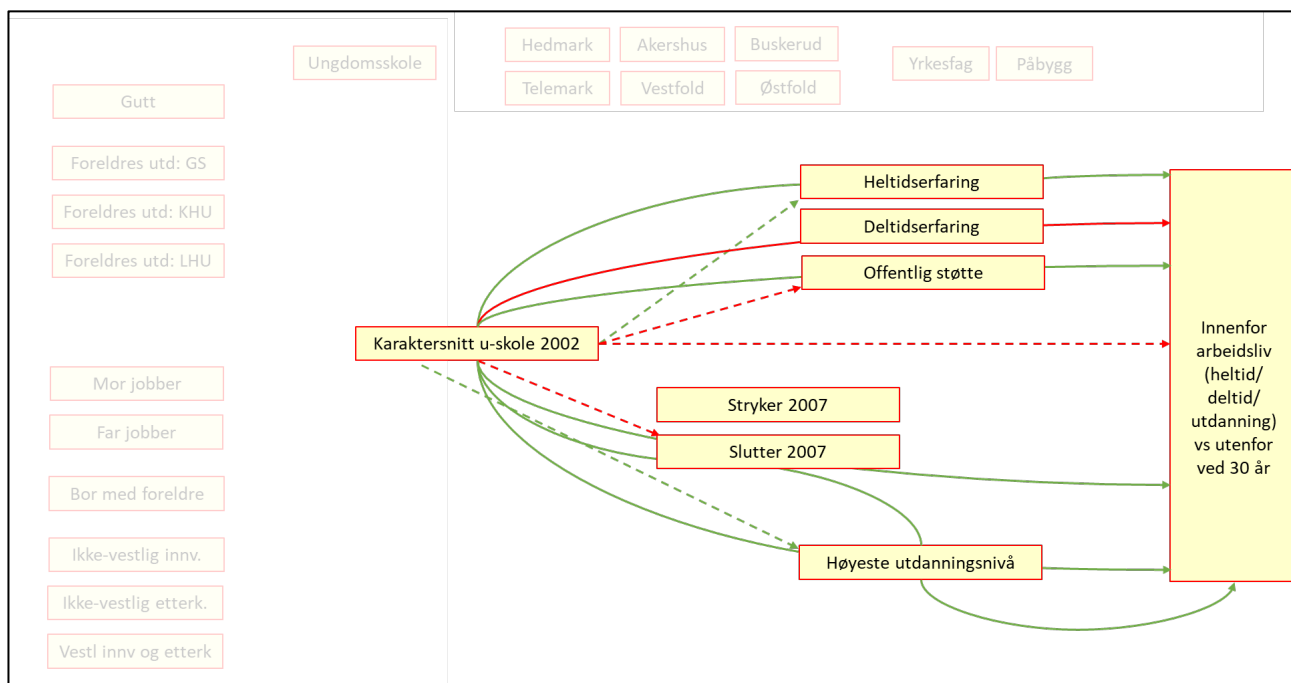 Hedmark
Akershus
Buskerud
Ungdomsskole
Yrkesfag
Påbygg
Telemark
Vestfold
Østfold
Gutt
Foreldres utd: GS
Foreldres utd: KHU
Foreldres utd: LHU
Heltidserfaring
Deltidserfaring
Offentlig støtte
Karaktersnitt u-skole 2002
Innenfor
arbeidsliv
(heltid/
deltid/
utdanning)
vs utenfor
ved 30 år
Mor jobber
Far jobber
Stryker 2007
Slutter 2007
Bor med foreldre
Ikke-vestlig innv.
Ikke-vestlig etterk.
Vestl innv og etterk
Høyeste utdanningsnivå